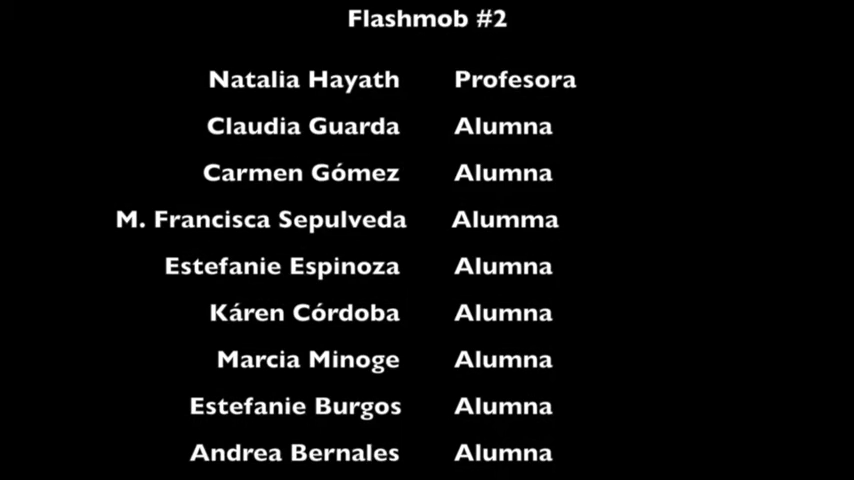 Flashmob #2
Natalia Hayath Profesora
Claudia Guarda Alumna
Carmen Gómez Alumna
M. Francisca Sepulveda Alumma
Estefanie Espinoza Alumna
Káren Córdoba Alumna
Marcia Minoge Alumna
Estefanie Burgos Alumna
Andrea Bernales Alumna